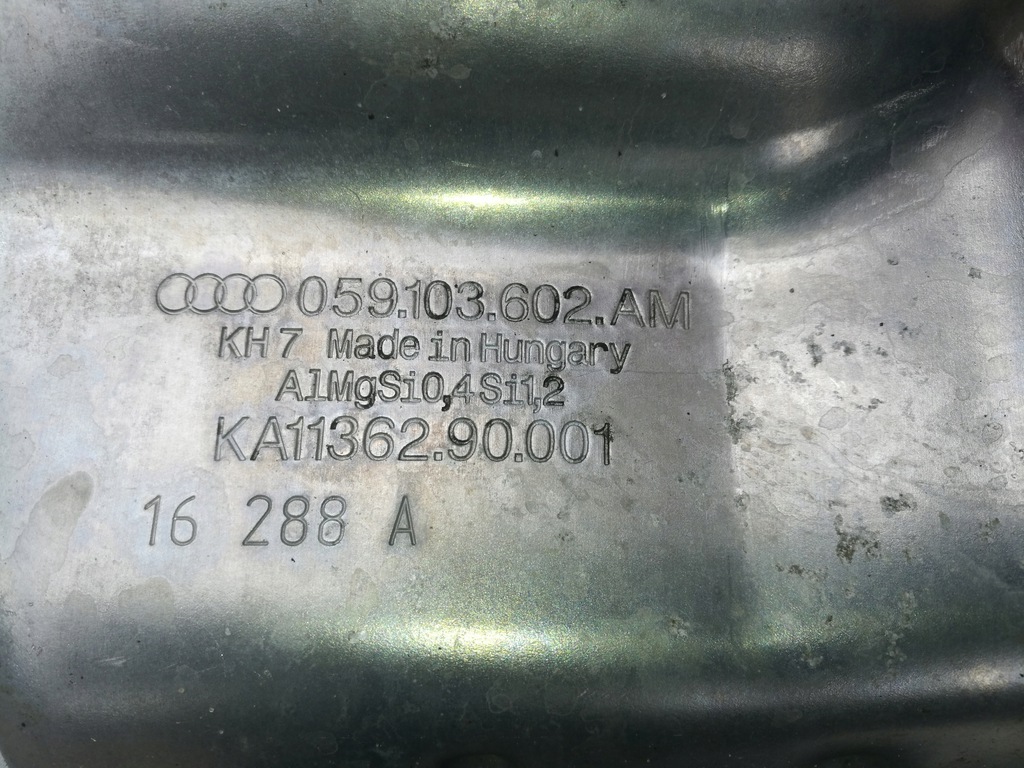 059.103.602.AM
KH7 Made in Hungary
AlMgSi0,4Si1,2
KA11362.90.001
16 288 A